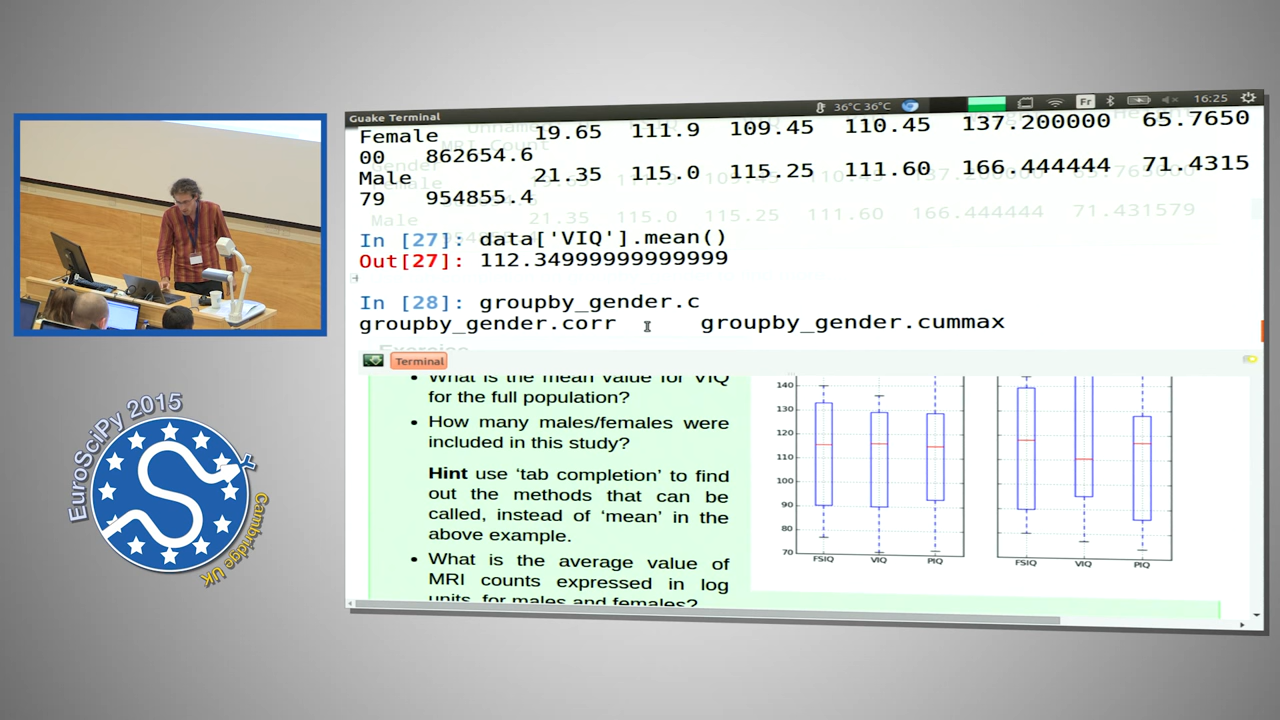 36°C 36°C Fr 16:25
Guake Terminal
Female 19.65 111.9 109.45 110.45 137.200000 65.7650
00 862654.6
Male 21.35 115.0 115.25 111.60 166.444444 71.4315
79 954855.4
In [27]: data['VIQ'].mean()
Out[27]: 112.34999999999999
In [28]: groupby_gender.c
groupby_gender.corr groupby_gender.cummax
Terminal
• What is the mean value for VIQ
for the full population?
• How many males/females were
included in this study?
Hint use ‘tab completion’ to find
out the methods that can be
called, instead of ‘mean’ in the
above example.
• What is the average value of
MRI counts expressed in log
units, for males and females?
140
130
120
110
100
90
80
70
FSIQ VIQ PIQ
FSIQ VIQ PIQ
EuroSciPy 2015
Cambridge UK